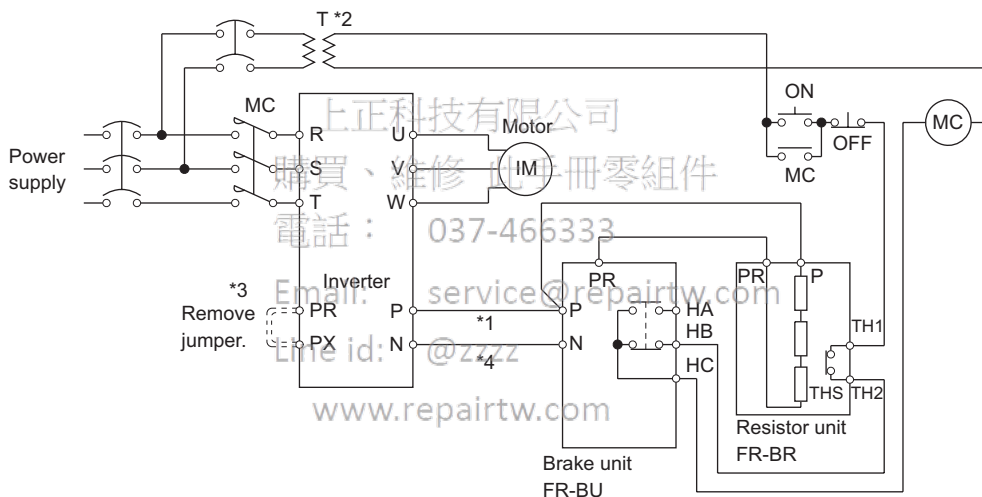 T *2
MC
ON
OFF
MC
MC
Power
supply
R
S
T
U
V
W
Motor
IM
Inverter
*3
Remove
jumper.
PR
PX
P
N
*1
*4
PR
P
N
HA
HB
HC
Brake unit
FR-BU
PR
P
TH1
THS
TH2
Resistor unit
FR-BR
上正科技有限公司
購買、維修 此手冊零組件
電話： 037-466333
Email: service@repairtw.com
Line id: @zzzz
www.repairtw.com